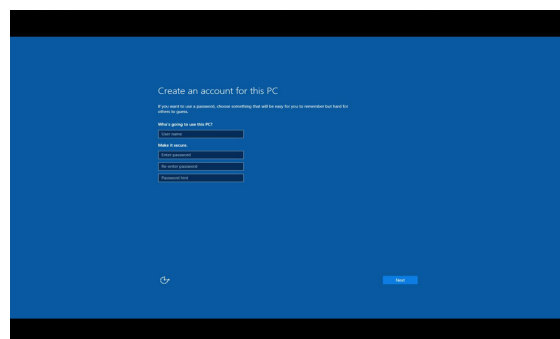 Create an account for this PC
If you want to use a password, choose something that will be easy for you to remember but hard for
others to guess.
Who's going to use this PC?
User name
Make it secure.
Enter password
Re-enter password
Password hint
Next